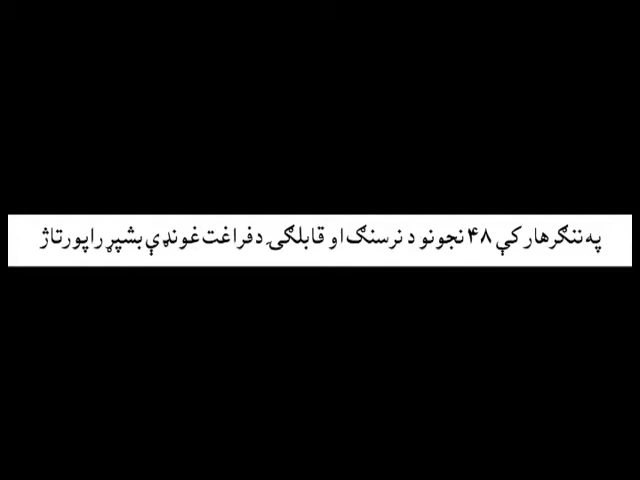 په ننګرهار کې ۴۸ نجونو د نرسنګ او قابلګۍ د فراغت غونډې بشپړ راپورتاژ